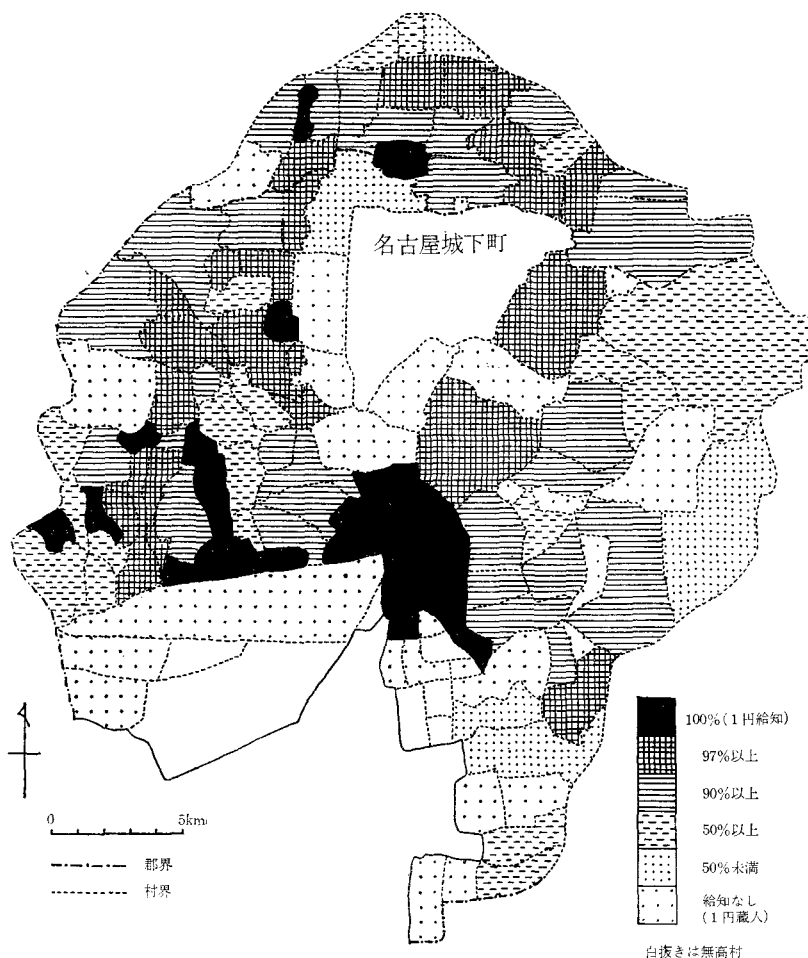 名古屋城下町
100%(1円給知)
97%以上
90%以上
50%以上
50%未満
給知なし
(1円蔵入)
白抜きは無高村
0 5km
郡界
村界